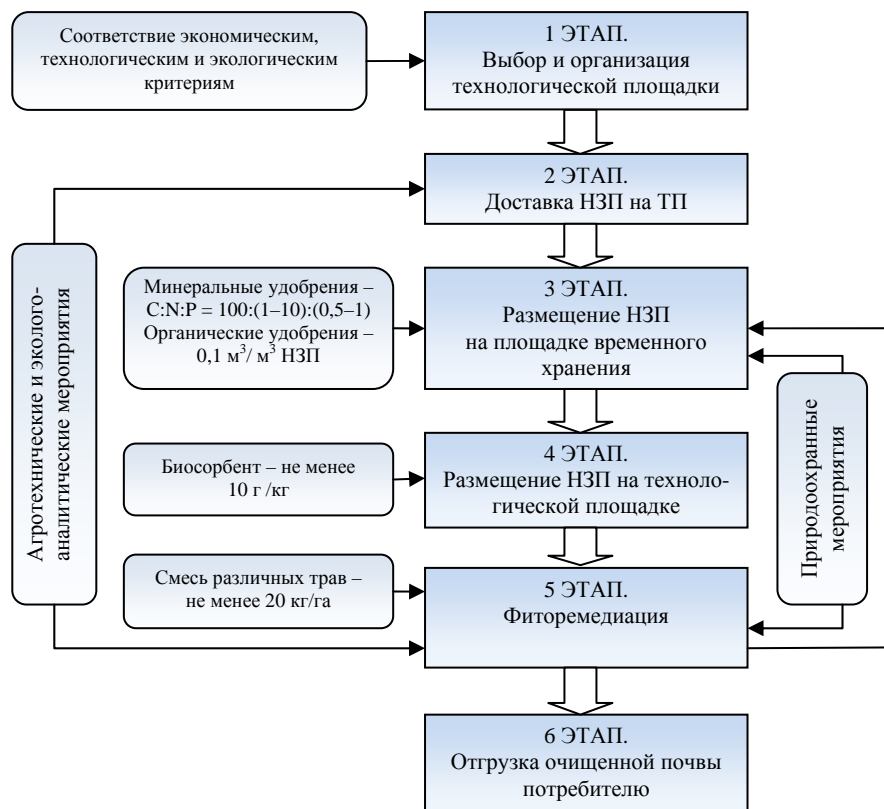 Соответствие экономическим,
технологическим и экологическим
критериям
1 ЭТАП.
Выбор и организация
технологической площадки
2 ЭТАП.
Доставка НЗП на ТП
Агротехнические и эколого-
аналитические мероприятия
Минеральные удобрения –
C:N:P = 100:(1–10):(0,5–1)
Органические удобрения –
0,1 м³/ м³ НЗП
3 ЭТАП.
Размещение НЗП
на площадке временного
хранения
Природоохранные
мероприятия
Биосорбент – не менее
10 г /кг
4 ЭТАП.
Размещение НЗП на техноло-
гической площадке
Смесь различных трав –
не менее 20 кг/га
5 ЭТАП.
Фиторемедиация
6 ЭТАП.
Отгрузка очищенной почвы
потребителю